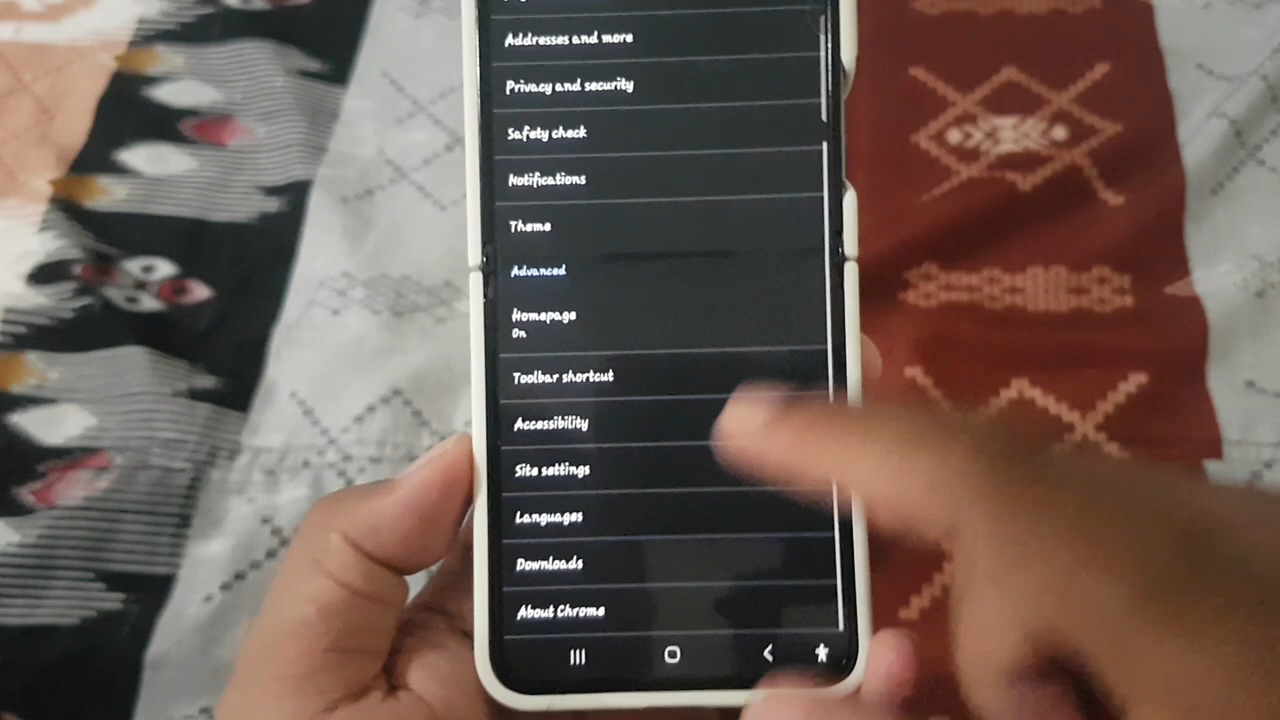 Addresses and more
Privacy and security
Safety check
Notifications
Theme
Advanced
Homepage
On
Toolbar shortcut
Accessibility
Site settings
Languages
Downloads
About Chrome